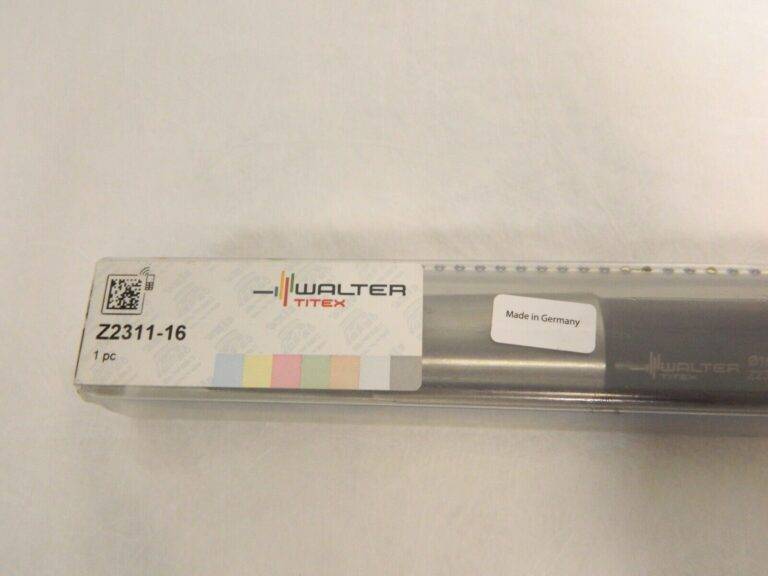 WALTER
TITEX
Z2311-16
1 pc
Made in Germany
WALTER
TITEX